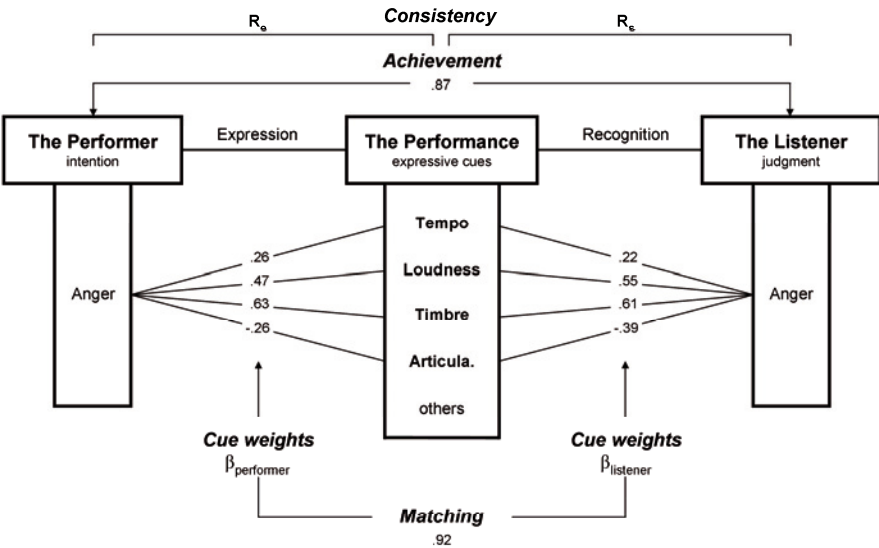 Consistency
Rₑ Rₛ
Achievement
.87
The Performer
intention
Expression
The Performance
expressive cues
Recognition
The Listener
judgment
Tempo
Loudness
Timbre
Articula.
others
Anger
.26
.47
.63
-.26
.22
.55
.61
-.39
Anger
Cue weights
βperformer
Cue weights
βlistener
Matching
.92